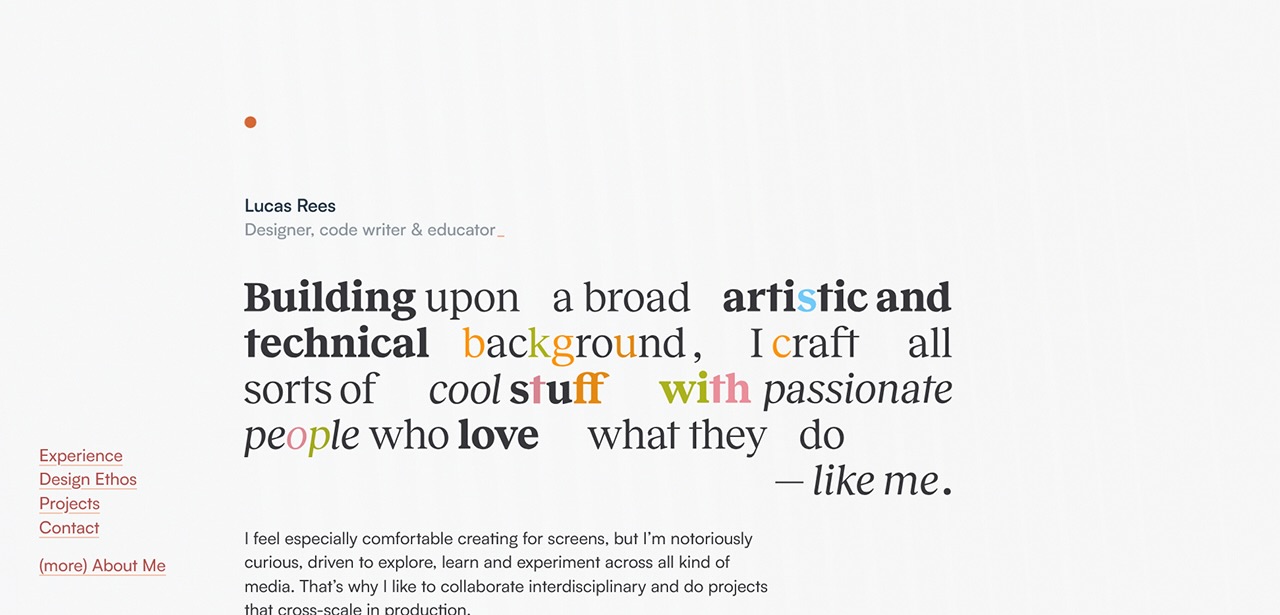 Lucas Rees
Designer, code writer & educator_
Building upon a broad artistic and
technical background, I craft all
sorts of cool stuff with passionate
people who love what they do
— like me.
Experience
Design Ethos
Projects
Contact
(more) About Me
I feel especially comfortable creating for screens, but I’m notoriously
curious, driven to explore, learn and experiment across all kind of
media. That’s why I like to collaborate interdisciplinary and do projects
that cross-scale in production.